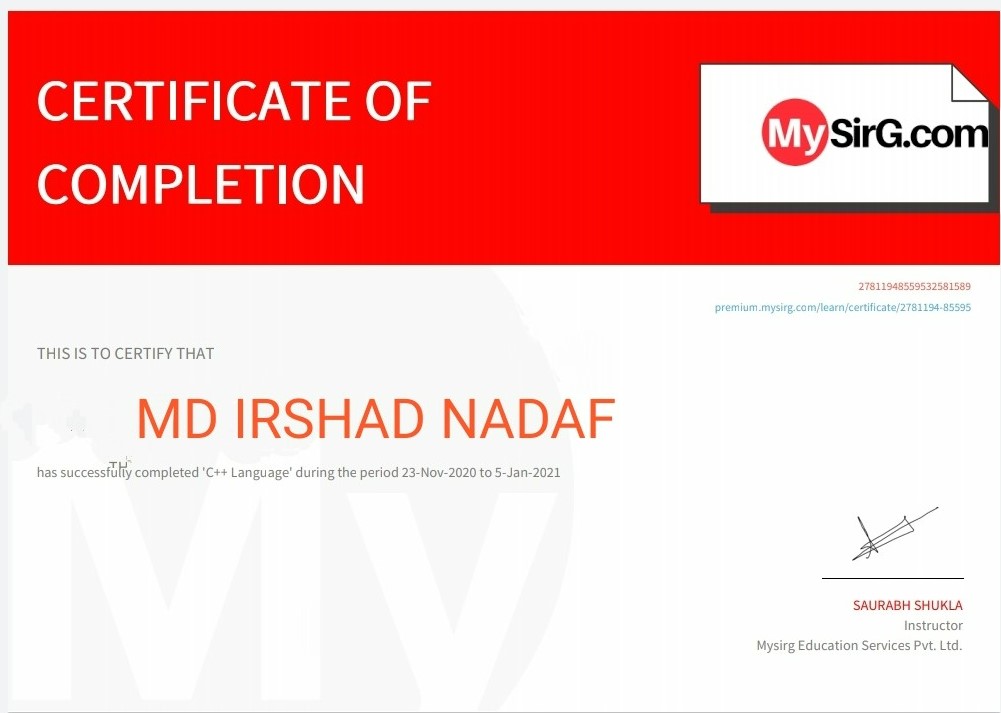 CERTIFICATE OF
COMPLETION
MySirG.com
27811948559532581589
premium.mysirg.com/learn/certificate/2781194-85595
THIS IS TO CERTIFY THAT
MD IRSHAD NADAF
TH
has successfully completed 'C++ Language' during the period 23-Nov-2020 to 5-Jan-2021
My
SAURABH SHUKLA
Instructor
Mysirg Education Services Pvt. Ltd.